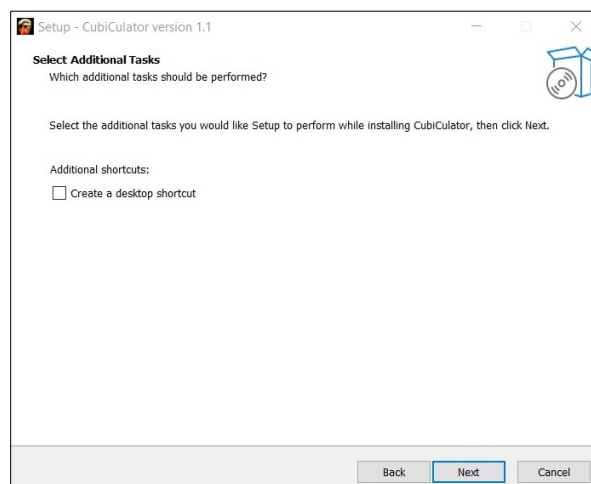 Setup - CubiCulator version 1.1
Select Additional Tasks
Which additional tasks should be performed?
Select the additional tasks you would like Setup to perform while installing CubiCulator, then click Next.
Additional shortcuts:
Create a desktop shortcut
Back Next Cancel